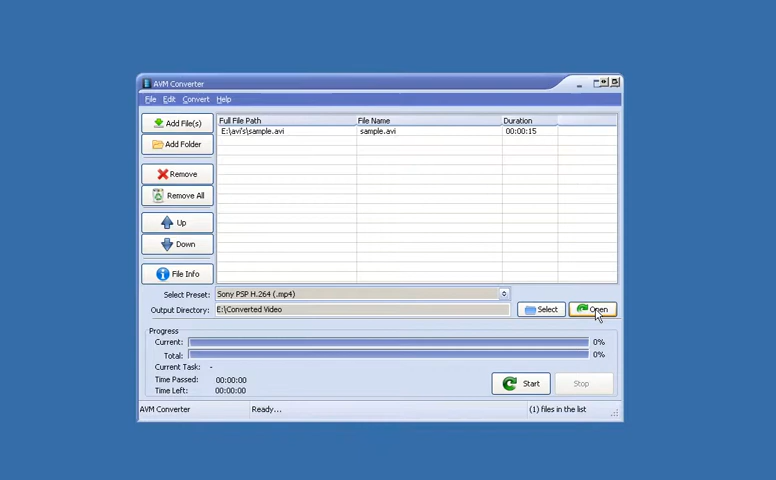 AVM Converter
File Edit Convert Help
Add File(s)
Add Folder
Remove
Remove All
Up
Down
File Info
Full File Path File Name Duration
E:\avi's\sample.avi sample.avi 00:00:15
Select Preset: Sony PSP H.264 (.mp4)
Output Directory: E:\Converted Video Select Open
Progress
Current: 0%
Total: 0%
Current Task: -
Time Passed: 00:00:00
Time Left: 00:00:00
Start Stop
AVM Converter Ready... (1) files in the list